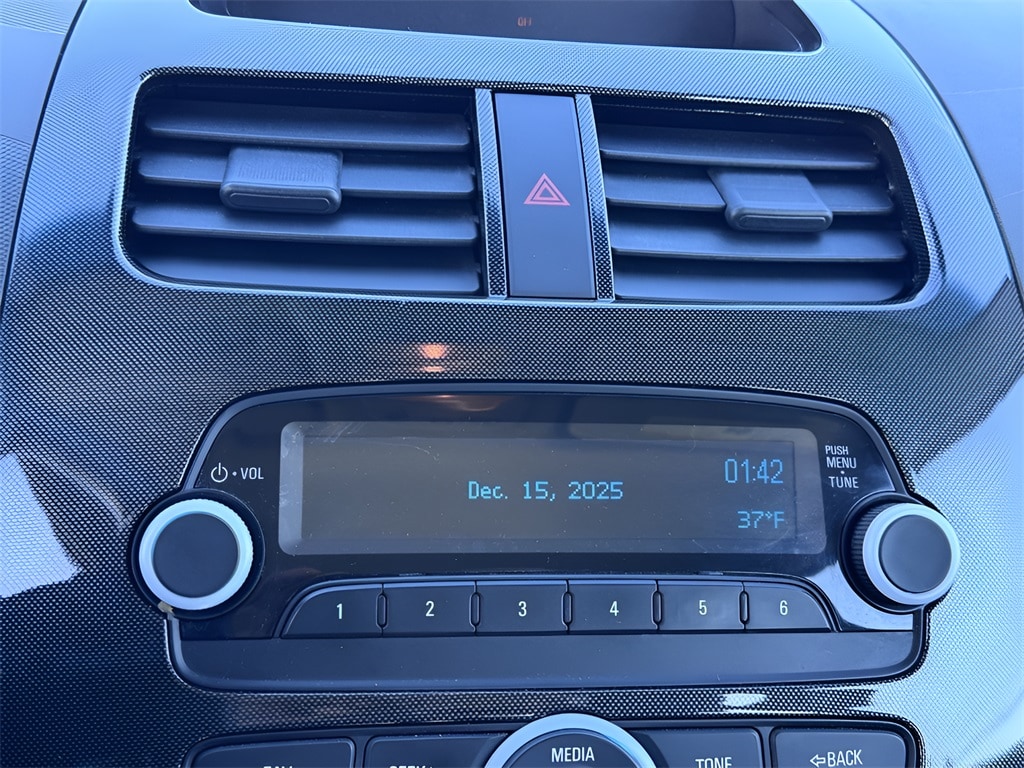 OFF
VOL
PUSH
MENU
TUNE
01:42
Dec. 15, 2025
37°F
1 2 3 4 5 6
MEDIA
TONE
BACK